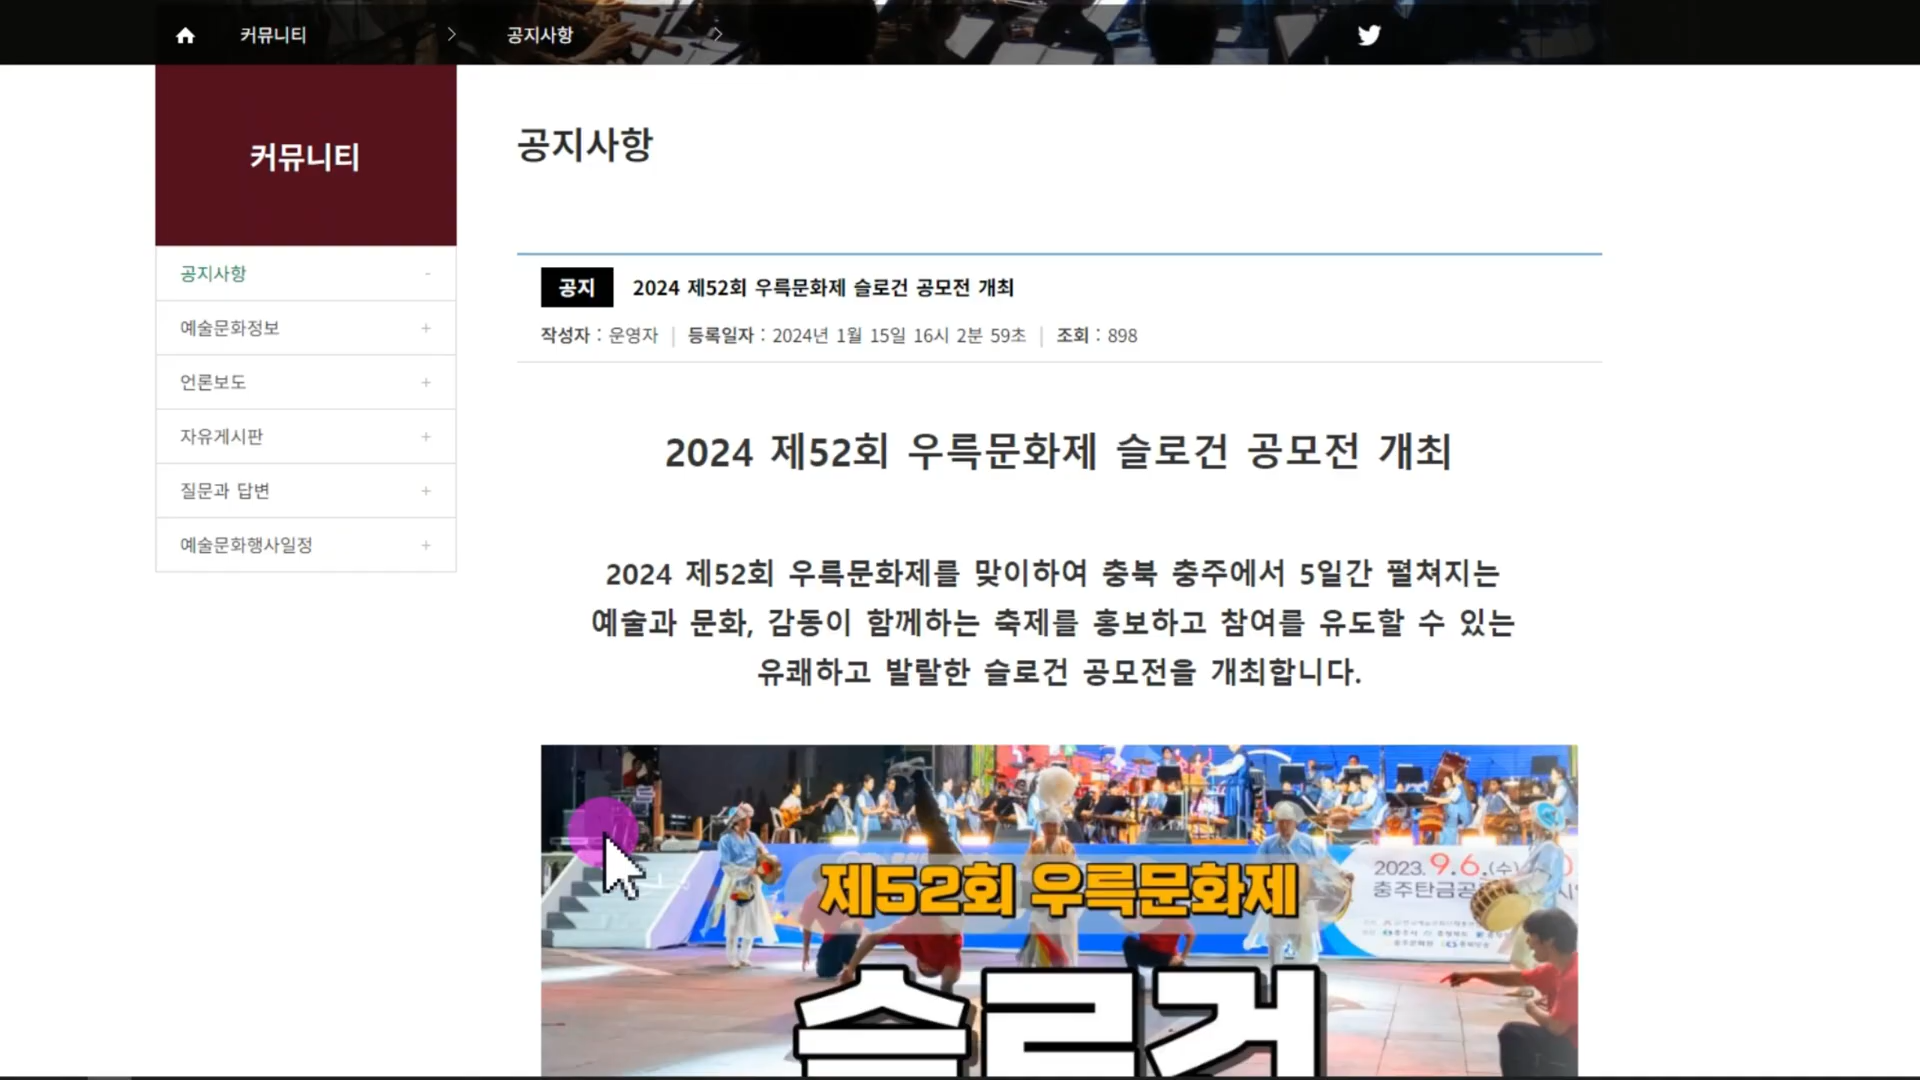 커뮤니티
공지사항
커뮤니티
공지사항
예술문화정보
언론보도
자유게시판
질문과 답변
예술문화행사일정
공지사항
공지 2024 제52회 우륵문화제 슬로건 공모전 개최
작성자 : 운영자 | 등록일자 : 2024년 1월 15일 16시 2분 59초 | 조회 : 898
2024 제52회 우륵문화제 슬로건 공모전 개최
2024 제52회 우륵문화제를 맞이하여 충북 충주에서 5일간 펼쳐지는
예술과 문화, 감동이 함께하는 축제를 홍보하고 참여를 유도할 수 있는
유쾌하고 발랄한 슬로건 공모전을 개최합니다.
제52회 우륵문화제
2023. 9.6.(수)
충주탄금공
슬로건